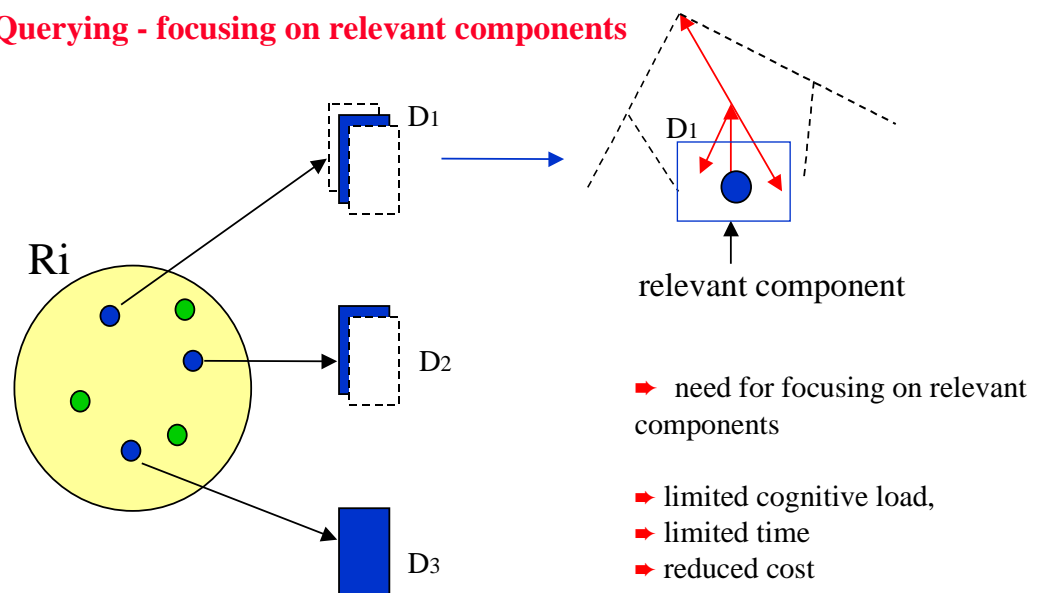 Querying - focusing on relevant components
D1
D1
Ri
relevant component
D2
➨ need for focusing on relevant
components
➨ limited cognitive load,
➨ limited time
➨ reduced cost
D3